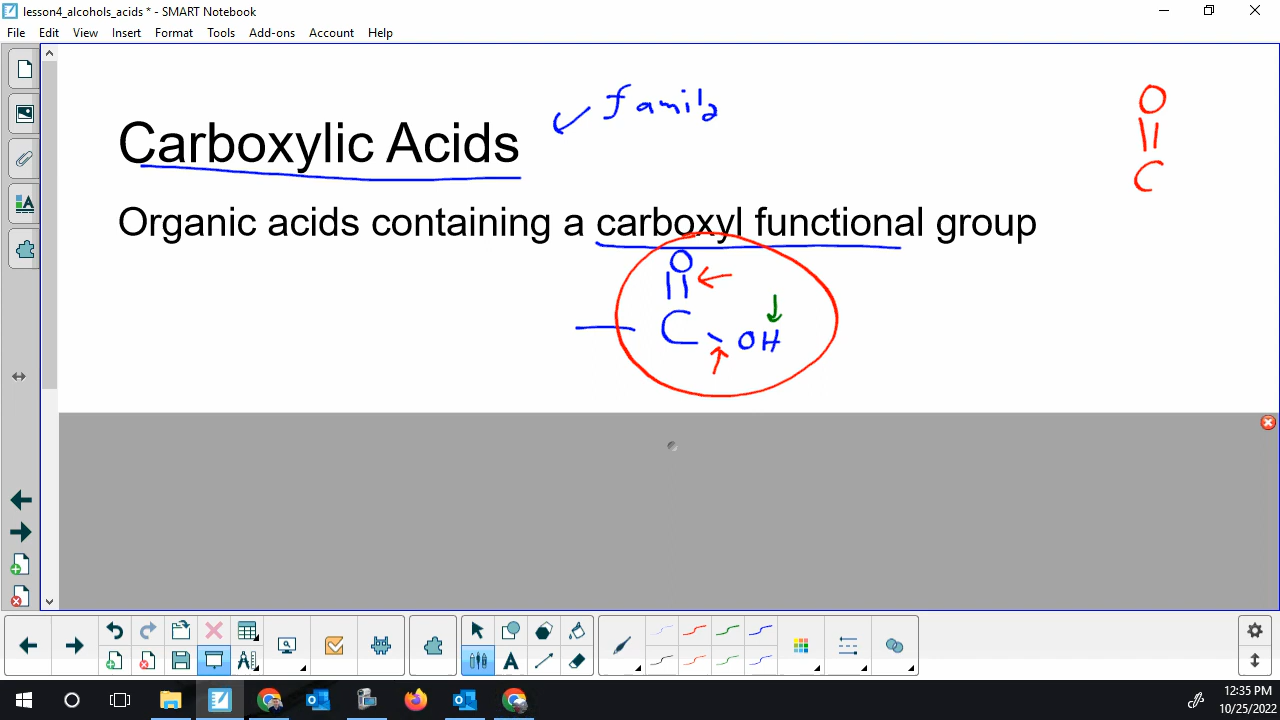 lesson4_alcohols_acids * - SMART Notebook
File Edit View Insert Format Tools Add-ons Account Help
family
Carboxylic Acids
O
C
Organic acids containing a carboxyl functional group
O
C OH
12:35 PM
10/25/2022